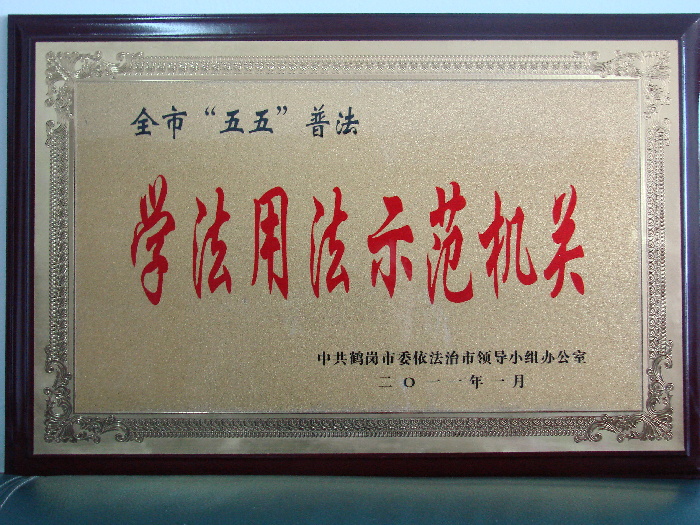 全市“五五”普法
学法用法示范机关
中共鹤岗市委依法治市领导小组办公室
二〇一一年一月